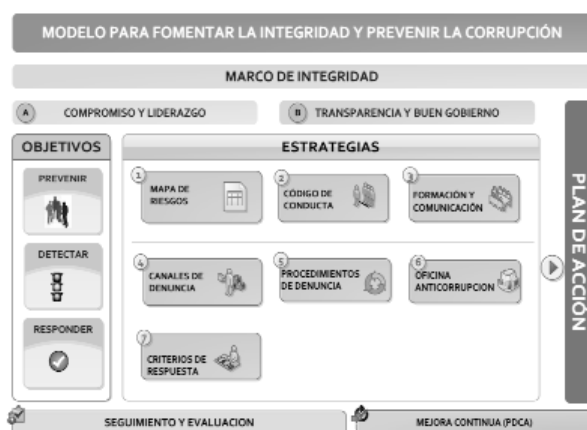 MODELO PARA FOMENTAR LA INTEGRIDAD Y PREVENIR LA CORRUPCIÓN
MARCO DE INTEGRIDAD
A COMPROMISO Y LIDERAZGO
B TRANSPARENCIA Y BUEN GOBIERNO
OBJETIVOS
PREVENIR
DETECTAR
RESPONDER
ESTRATEGIAS
1
MAPA DE
RIESGOS
2
CÓDIGO DE
CONDUCTA
3
FORMACIÓN Y
COMUNICACIÓN
4
CANALES DE
DENUNCIA
5
PROCEDIMIENTOS
DE DENUNCIA
6
OFICINA
ANTICORRUPCION
7
CRITERIOS DE
RESPUESTA
PLAN DE ACCIÓN
SEGUIMIENTO Y EVALUACION
MEJORA CONTINUA (PDCA)